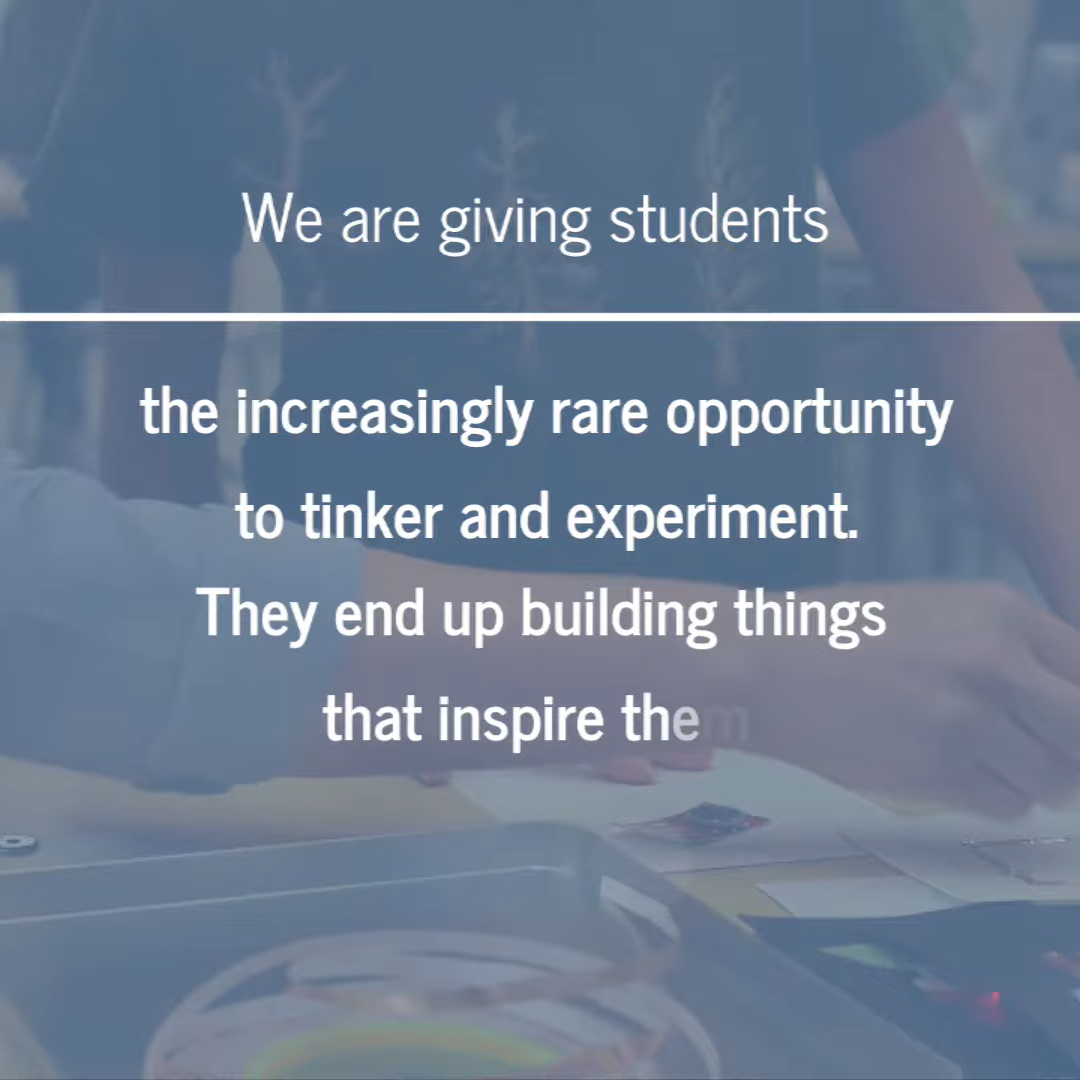 We are giving students
the increasingly rare opportunity
to tinker and experiment.
They end up building things
that inspire them